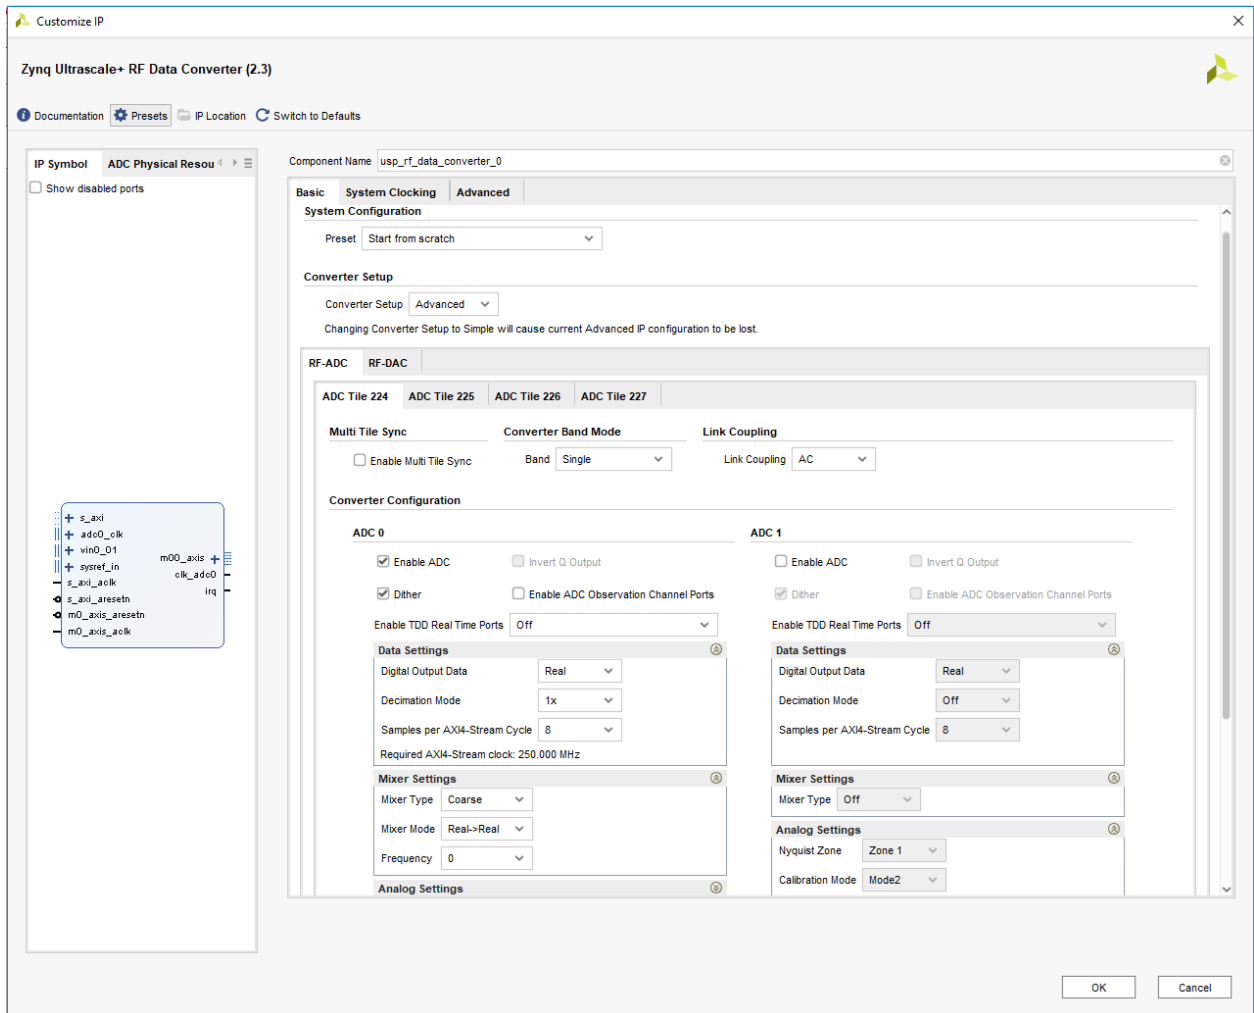 Customize IP
Zynq Ultrascale+ RF Data Converter (2.3)
Documentation Presets IP Location Switch to Defaults
IP Symbol ADC Physical Resou
Show disabled ports
s_axi
adc0_clk
vin0_01
sysref_in
s_axi_aclk
s_axi_aresetn
m0_axis_aresetn
m0_axis_aclk
m00_axis
clk_adc0
irq
Component Name usp_rf_data_converter_0
Basic System Clocking Advanced
System Configuration
Preset Start from scratch
Converter Setup
Converter Setup Advanced
Changing Converter Setup to Simple will cause current Advanced IP configuration to be lost.
RF-ADC RF-DAC
ADC Tile 224 ADC Tile 225 ADC Tile 226 ADC Tile 227
Multi Tile Sync Converter Band Mode Link Coupling
Enable Multi Tile Sync Band Single Link Coupling AC
Converter Configuration
ADC 0
Enable ADC Invert Q Output
Dither Enable ADC Observation Channel Ports
Enable TDD Real Time Ports Off
Data Settings
Digital Output Data Real
Decimation Mode 1x
Samples per AXI4-Stream Cycle 8
Required AXI4-Stream clock: 250.000 MHz
Mixer Settings
Mixer Type Coarse
Mixer Mode Real->Real
Frequency 0
Analog Settings
ADC 1
Enable ADC Invert Q Output
Dither Enable ADC Observation Channel Ports
Enable TDD Real Time Ports Off
Data Settings
Digital Output Data Real
Decimation Mode Off
Samples per AXI4-Stream Cycle 8
Mixer Settings
Mixer Type Off
Analog Settings
Nyquist Zone Zone 1
Calibration Mode Mode2
OK Cancel